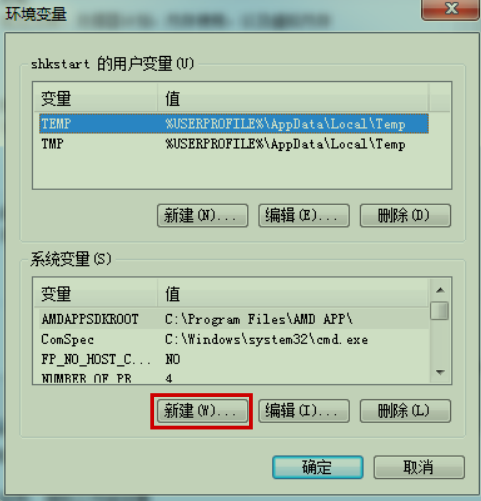 环境变量
shkstart 的用户变量(U)
变量 值
TEMP %USERPROFILE%\AppData\Local\Temp
TMP %USERPROFILE%\AppData\Local\Temp
新建(N)... 编辑(E)... 删除(D)
系统变量(S)
变量 值
AMDAPPSDKROOT C:\Program Files\AMD APP\
ComSpec C:\Windows\system32\cmd.exe
FP_NO_HOST_C... NO
NUMBER_OF_PR... 4
新建(W)... 编辑(I)... 删除(L)
确定 取消